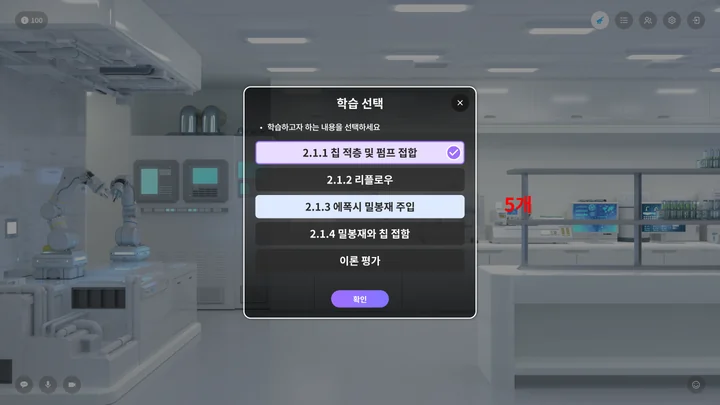 100
학습 선택
• 학습하고자 하는 내용을 선택하세요
2.1.1 칩 적층 및 펌프 접합
2.1.2 리플로우
2.1.3 에폭시 밀봉재 주입
5개
2.1.4 밀봉재와 칩 접합
이론 평가
확인